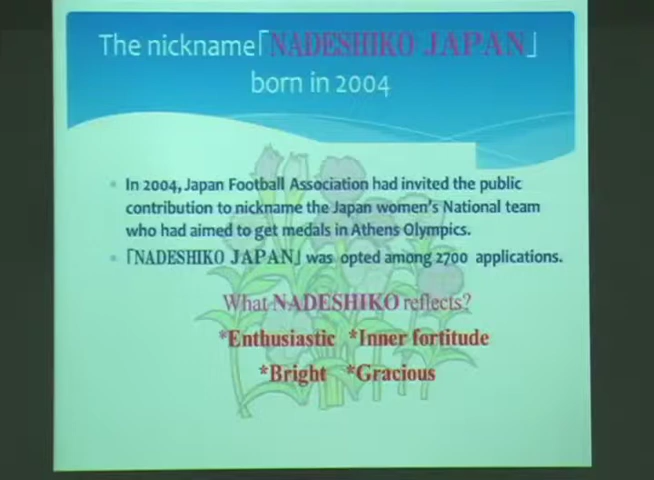 The nickname「NADESHIKO JAPAN」
born in 2004
In 2004, Japan Football Association had invited the public
contribution to nickname the Japan women's National team
who had aimed to get medals in Athens Olympics.
「NADESHIKO JAPAN」was opted among 2700 applications.
What NADESHIKO reflects?
*Enthusiastic *Inner fortitude
*Bright *Gracious